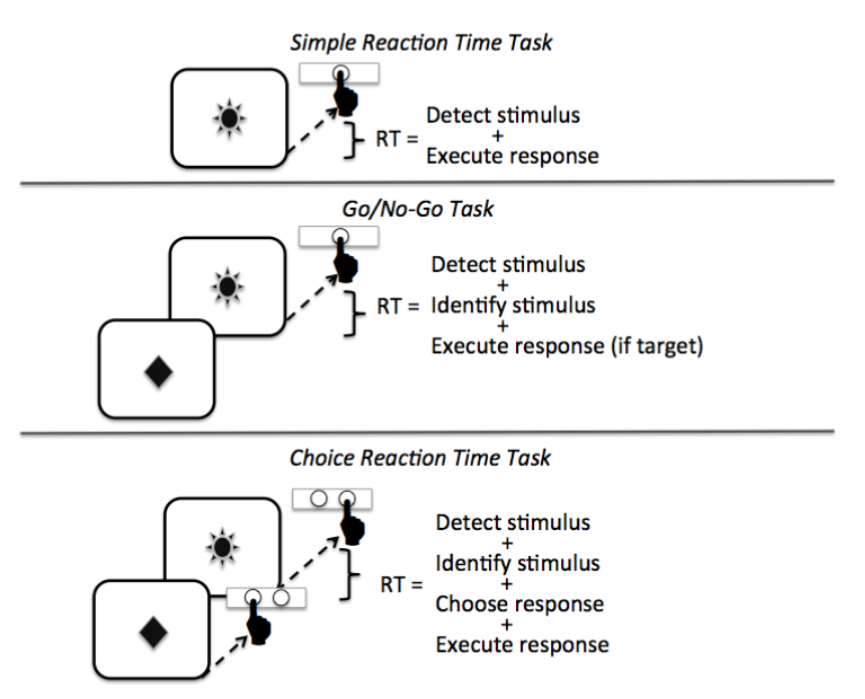 Simple Reaction Time Task
RT =
Detect stimulus
+
Execute response
Go/No-Go Task
RT =
Detect stimulus
+
Identify stimulus
+
Execute response (if target)
Choice Reaction Time Task
RT =
Detect stimulus
+
Identify stimulus
+
Choose response
+
Execute response